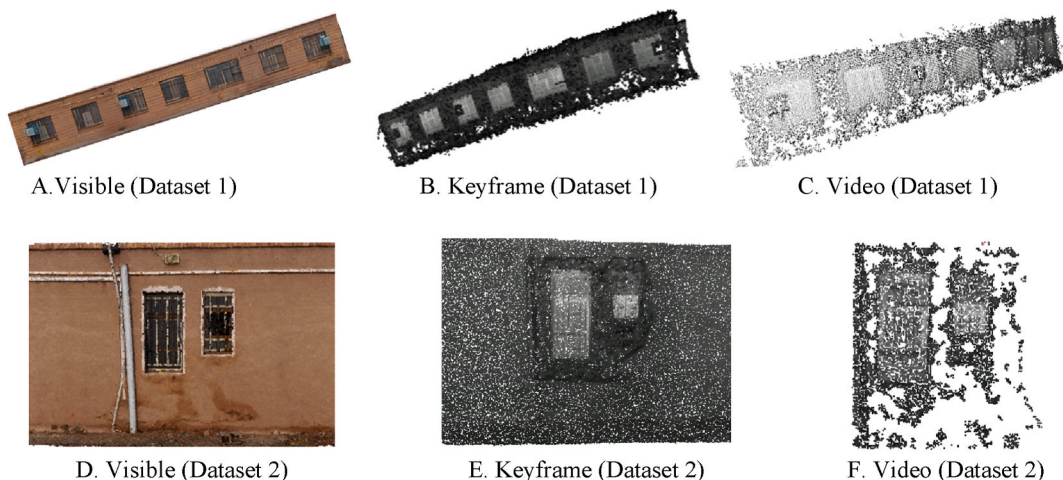 A.Visible (Dataset 1)
B. Keyframe (Dataset 1)
C. Video (Dataset 1)
D. Visible (Dataset 2)
E. Keyframe (Dataset 2)
F. Video (Dataset 2)